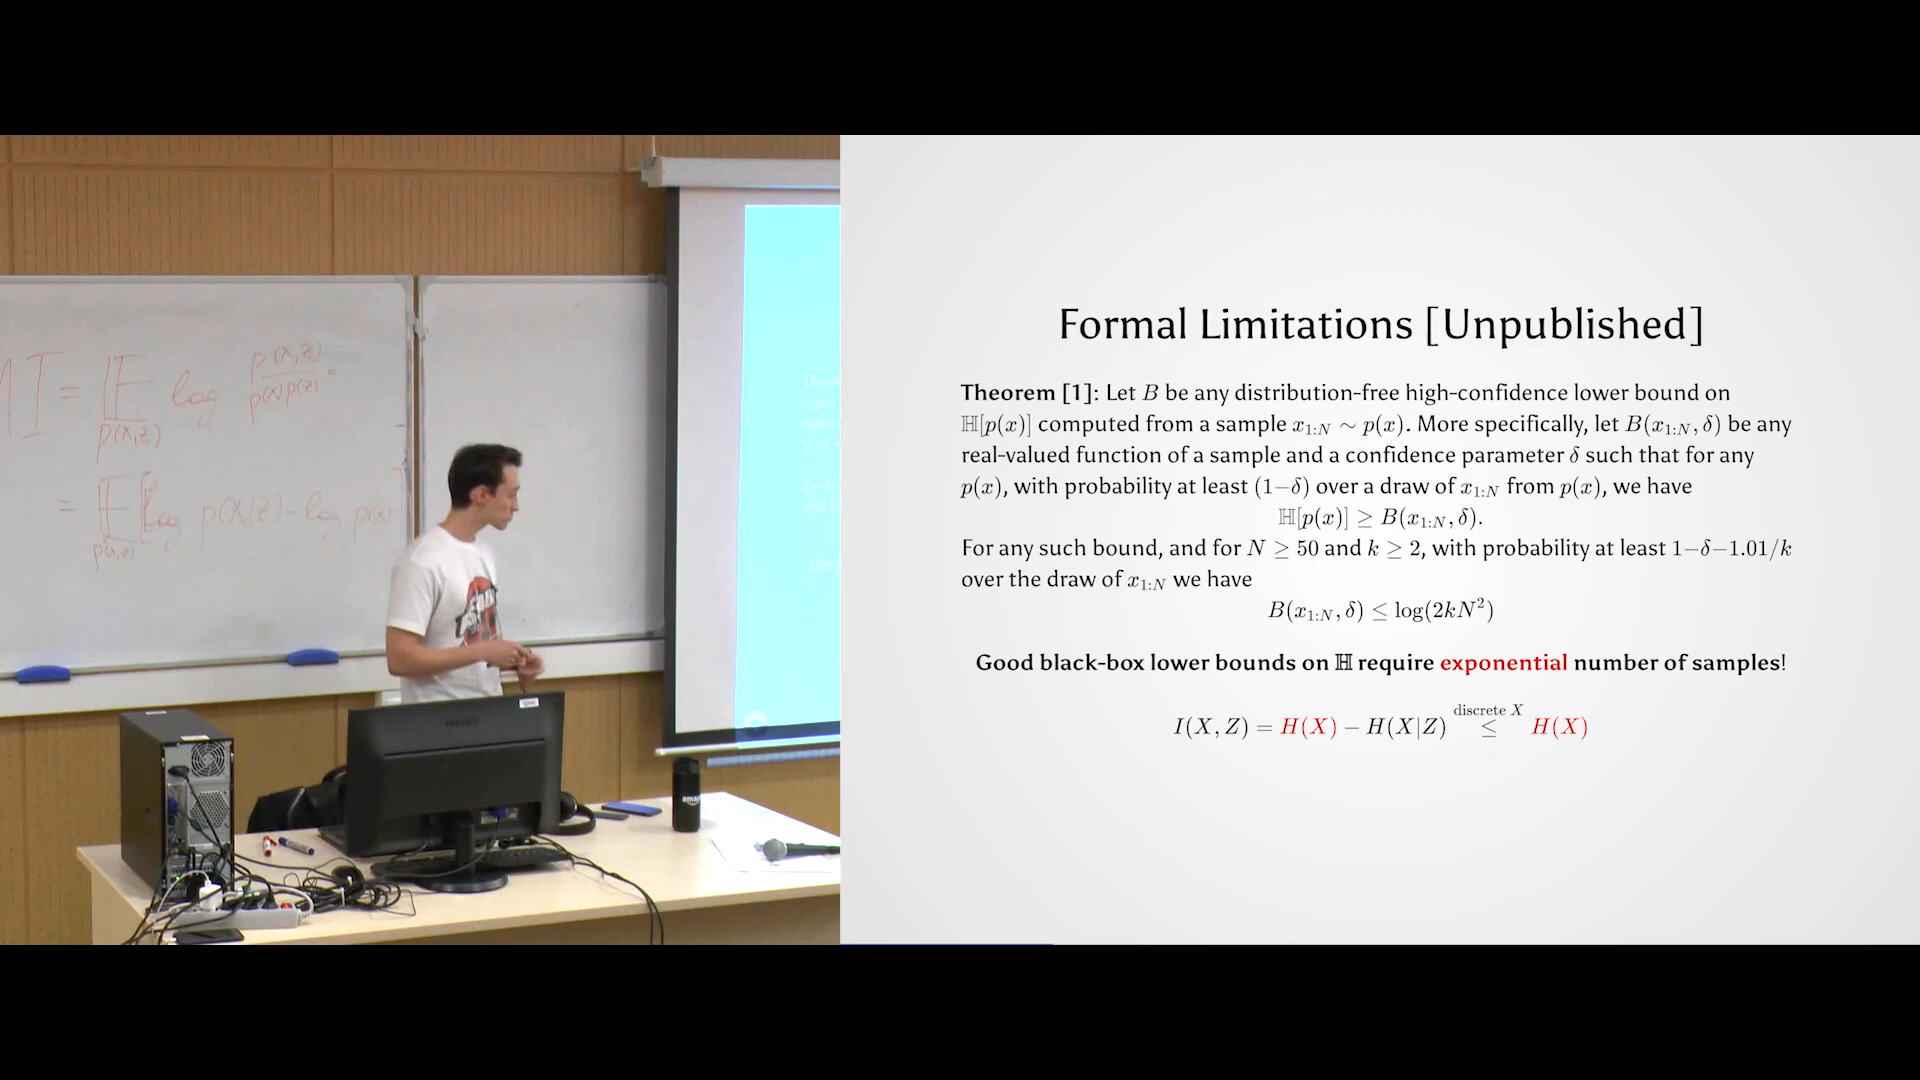 MI = 𝔼 log p(x,z) / p(x)p(z) =
p(x,z)
= 𝔼[log p(x|z) - log p(x)]
p(x,z)
PHILIPS
amaz
Formal Limitations [Unpublished]
Theorem [1]: Let B be any distribution-free high-confidence lower bound on
ℍ[p(x)] computed from a sample x_{1:N} ∼ p(x). More specifically, let B(x_{1:N}, δ) be any
real-valued function of a sample and a confidence parameter δ such that for any
p(x), with probability at least (1−δ) over a draw of x_{1:N} from p(x), we have
ℍ[p(x)] ≥ B(x_{1:N}, δ).
For any such bound, and for N ≥ 50 and k ≥ 2, with probability at least 1−δ−1.01/k
over the draw of x_{1:N} we have
B(x_{1:N}, δ) ≤ log(2kN²)
Good black-box lower bounds on ℍ require exponential number of samples!
I(X, Z) = H(X) − H(X|Z) discrete X ≤ H(X)